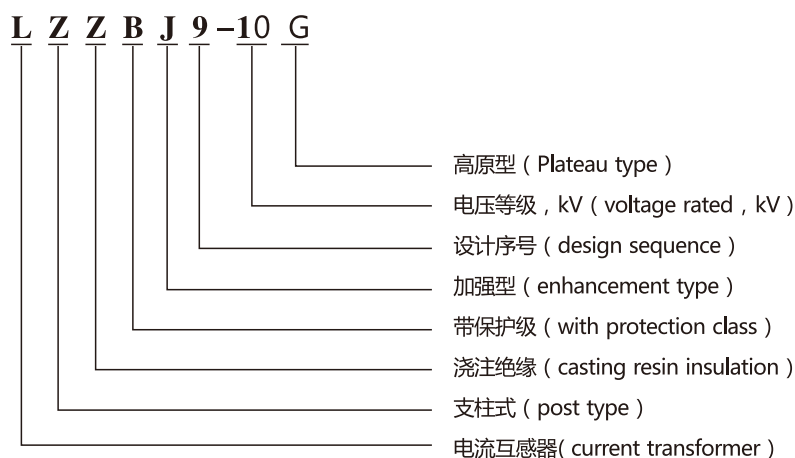 L Z Z B J 9 -10 G
高原型 ( Plateau type )
电压等级 , kV ( voltage rated , kV )
设计序号 ( design sequence )
加强型 ( enhancement type )
带保护级 ( with protection class )
浇注绝缘 ( casting resin insulation )
支柱式 ( post type )
电流互感器( current transformer )